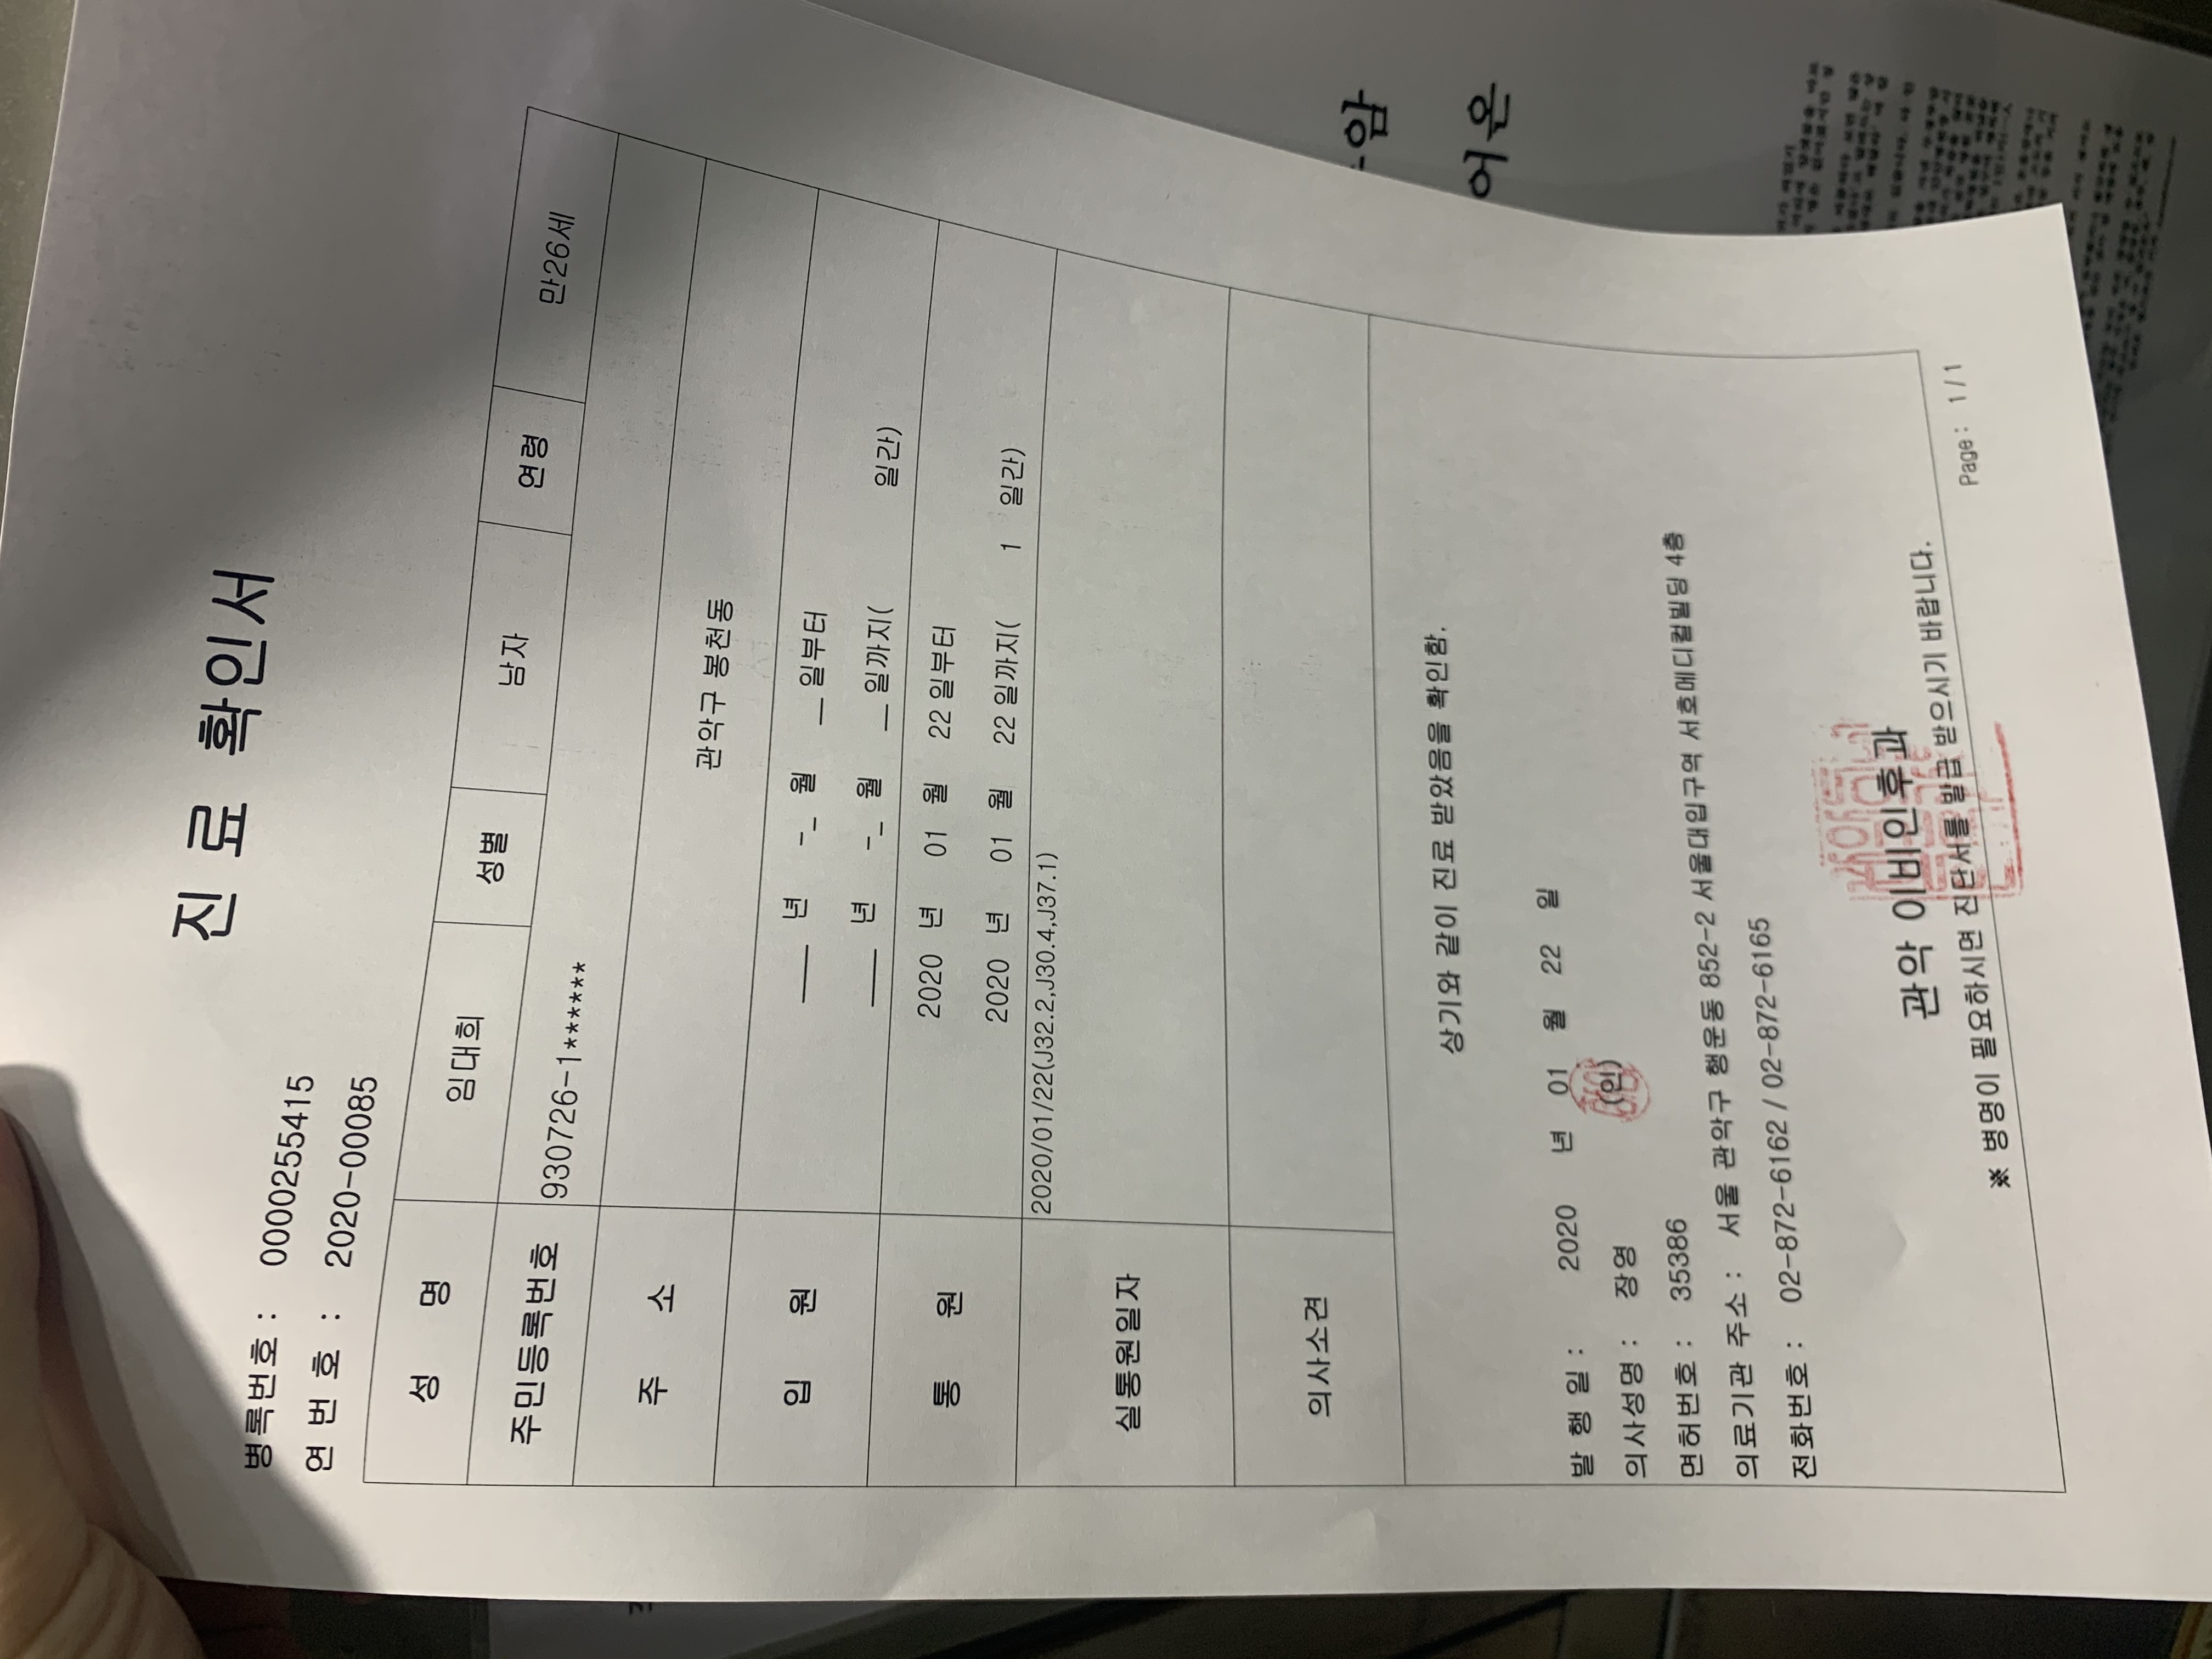 진 료 확인서
병록번호 : 0000255415
연 번 호 : 2020-00085
성 명 임대희 성별 남자 연령 만26세
주민등록번호 930726-1******
주 소 관악구 봉천동
입 원 ___ 년 -_ 월 __ 일부터
___ 년 -_ 월 __ 일까지( 일간)
통 원 2020 년 01 월 22 일부터
2020 년 01 월 22 일까지( 1 일간)
실통원일자 2020/01/22(J32.2,J30.4,J37.1)
의사소견
상기와 같이 진료 받았음을 확인함.
발 행 일 : 2020 년 01 월 22 일
의사성명 : 장영 (인)
면허번호 : 35386
의료기관 주소 : 서울 관악구 행운동 852-2 서울대입구역 서호메디컬빌딩 4층
전화번호 : 02-872-6162 / 02-872-6165
관악 이비인후과
※ 병명이 필요하시면 진단서를 발급 받으시기 바랍니다.
Page : 1 / 1
암
어온